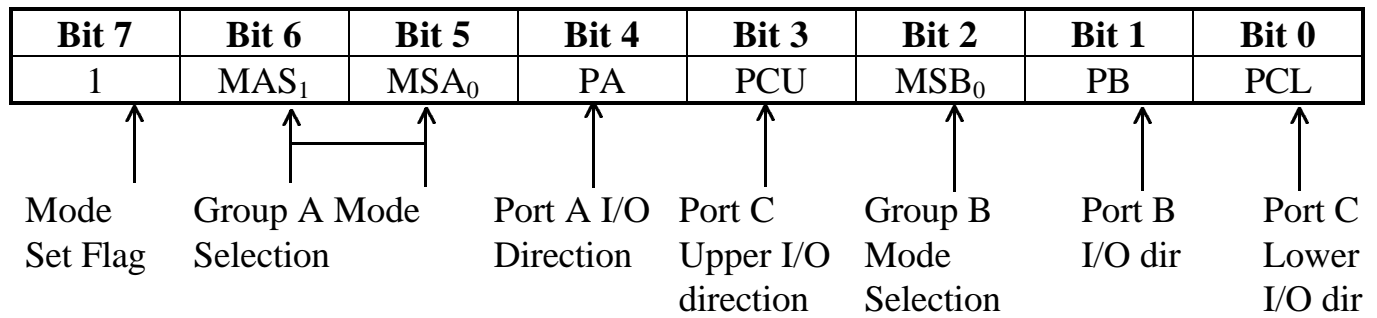 Bit 7 Bit 6 Bit 5 Bit 4 Bit 3 Bit 2 Bit 1 Bit 0
1 MAS₁ MSA₀ PA PCU MSB₀ PB PCL
Mode Group A Mode Port A I/O Port C Group B Port B Port C
Set Flag Selection Direction Upper I/O Mode I/O dir Lower
direction Selection I/O dir